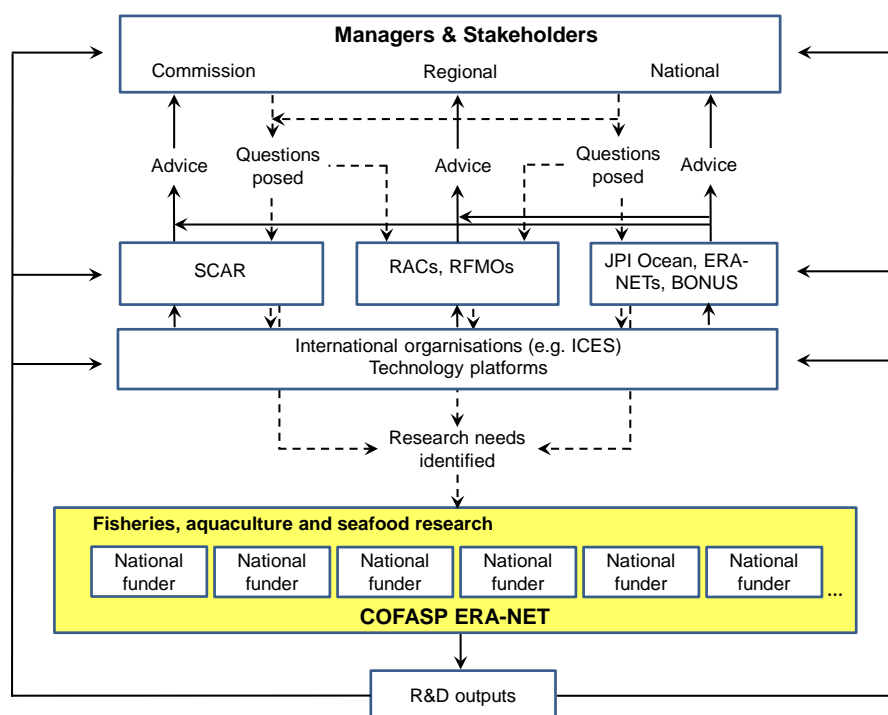 Managers & Stakeholders
Commission
Regional
National
Advice
Questions
posed
Advice
Questions
posed
Advice
SCAR
RACs, RFMOs
JPI Ocean, ERA-
NETs, BONUS
International orgarnisations (e.g. ICES)
Technology platforms
Research needs
identified
Fisheries, aquaculture and seafood research
National
funder
National
funder
National
funder
National
funder
National
funder
National
funder
...
COFASP ERA-NET
R&D outputs